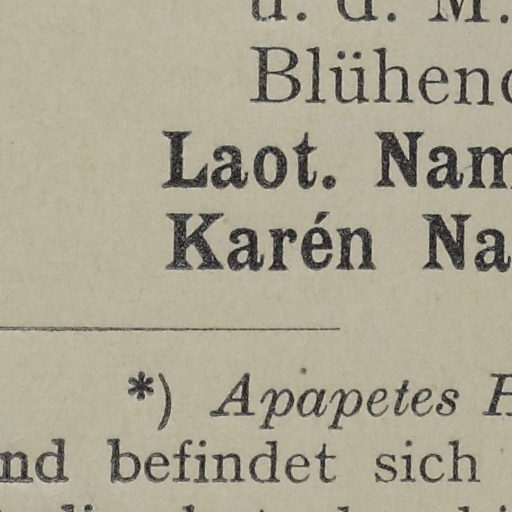 u. d. M.
Blühend
Laot. Nam
Karén Na
*) Apapetes H
nd befindet sich